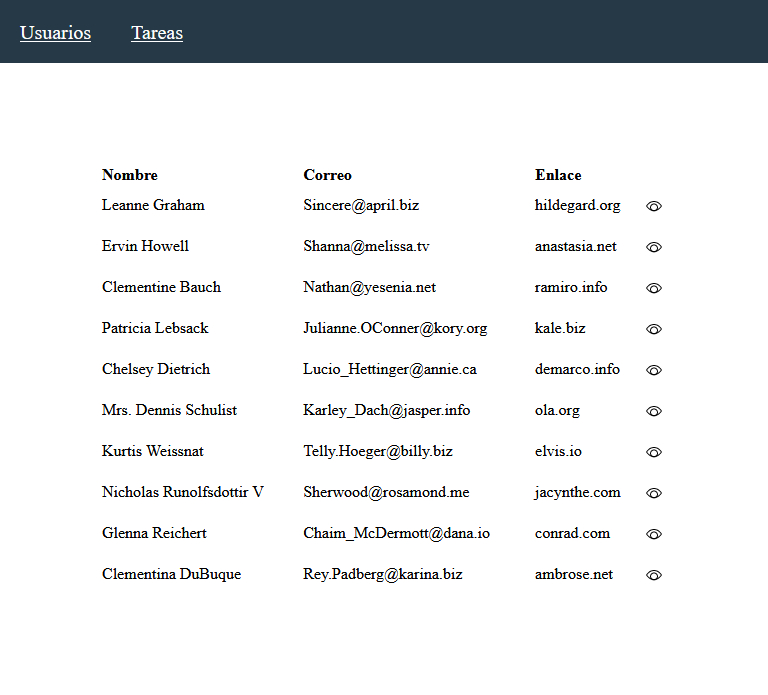 Usuarios Tareas
Nombre Correo Enlace
Leanne Graham Sincere@april.biz hildegard.org
Ervin Howell Shanna@melissa.tv anastasia.net
Clementine Bauch Nathan@yesenia.net ramiro.info
Patricia Lebsack Julianne.OConner@kory.org kale.biz
Chelsey Dietrich Lucio_Hettinger@annie.ca demarco.info
Mrs. Dennis Schulist Karley_Dach@jasper.info ola.org
Kurtis Weissnat Telly.Hoeger@billy.biz elvis.io
Nicholas Runolfsdottir V Sherwood@rosamond.me jacynthe.com
Glenna Reichert Chaim_McDermott@dana.io conrad.com
Clementina DuBuque Rey.Padberg@karina.biz ambrose.net